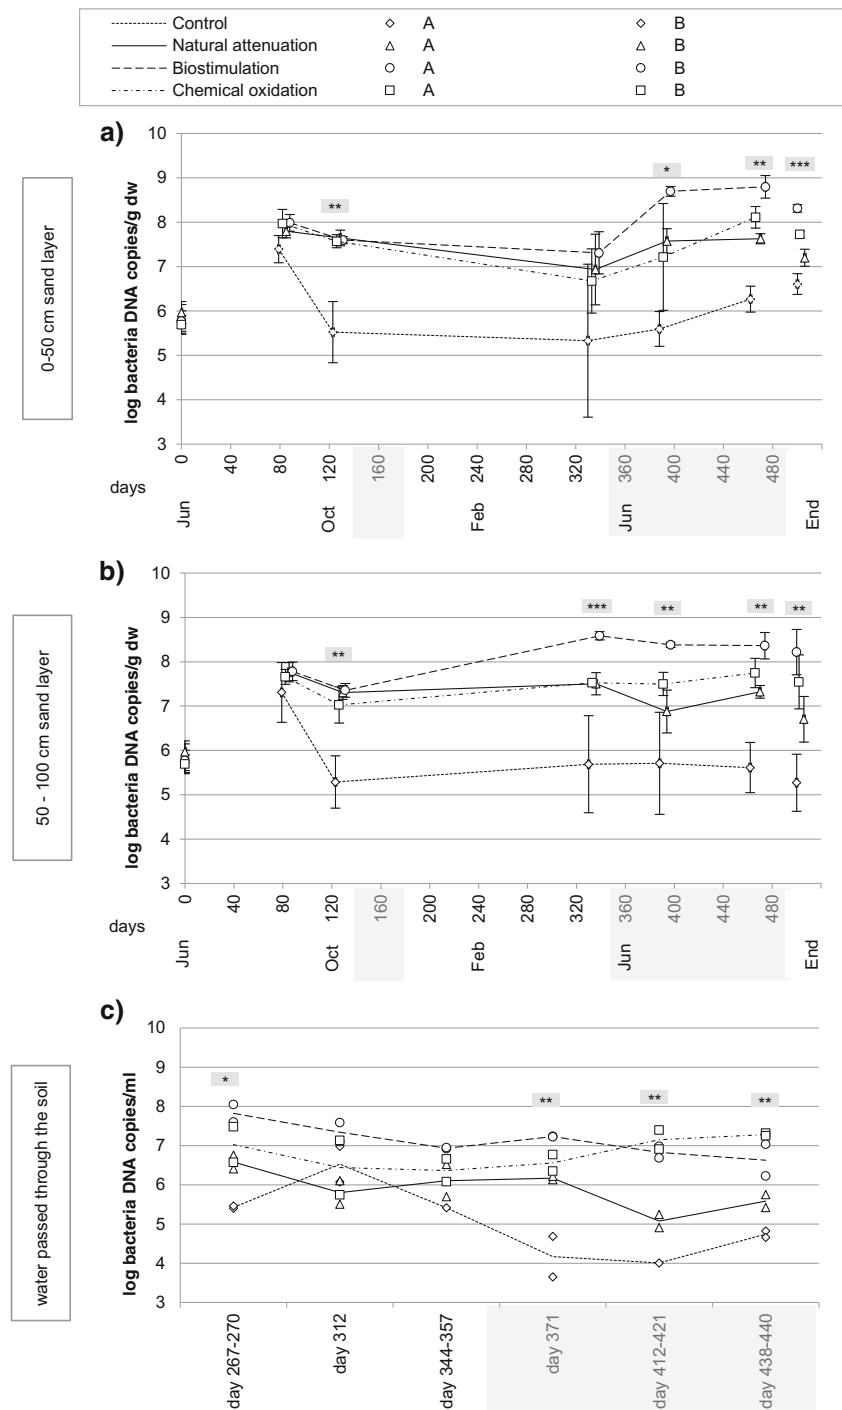 Control A B
Natural attenuation A B
Biostimulation A B
Chemical oxidation A B
a)
0-50 cm sand layer
log bacteria DNA copies/g dw
10
9
8
7
6
5
4
3
** * ** ***
days
0 40 80 120 160 200 240 280 320 360 400 440 480
Jun Oct Feb Jun End
b)
50 - 100 cm sand layer
log bacteria DNA copies/g dw
10
9
8
7
6
5
4
3
** *** ** ** **
days
0 40 80 120 160 200 240 280 320 360 400 440 480
Jun Oct Feb Jun End
c)
water passed through the soil
log bacteria DNA copies/ml
10
9
8
7
6
5
4
3
* ** ** **
day 267-270
day 312
day 344-357
day 371
day 412-421
day 438-440